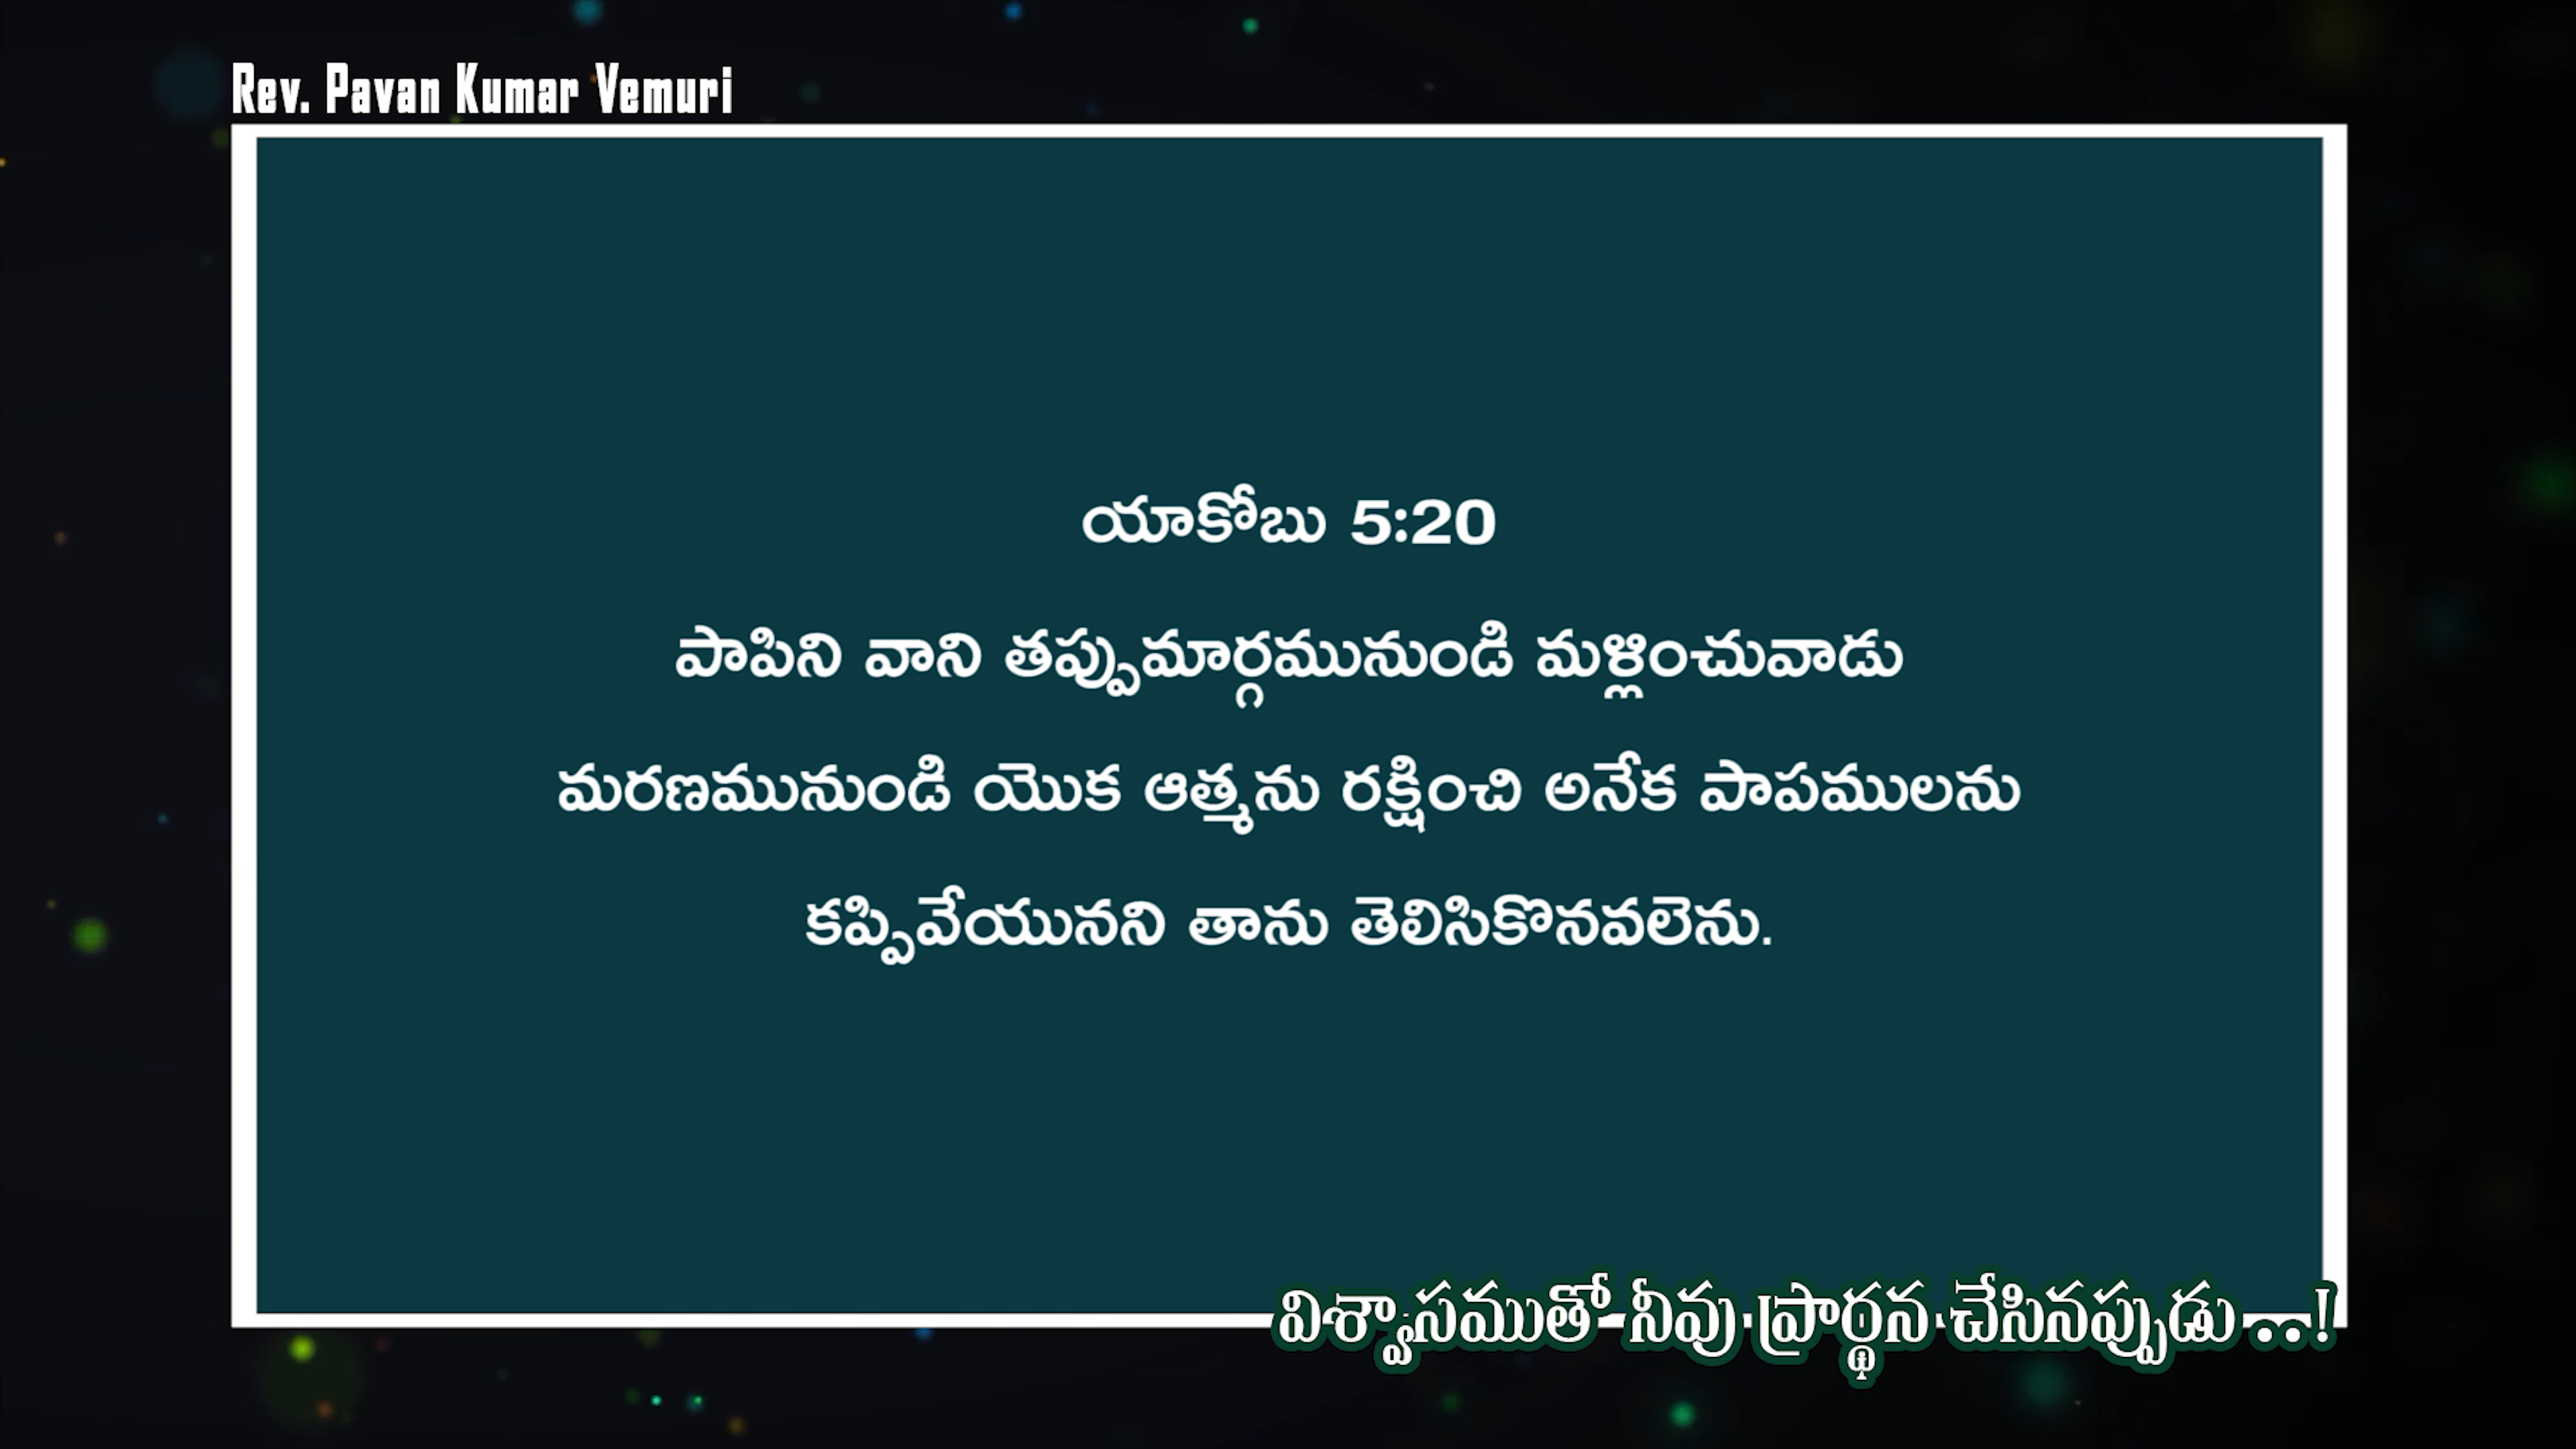 Rev. Pavan Kumar Vemuri
యాకోబు 5:20
పాపిని వాని తప్పుమార్గమునుండి మళ్లించువాడు
మరణమునుండి యొక ఆత్మను రక్షించి అనేక పాపములను
కప్పివేయునని తాను తెలిసికొనవలెను.
విశ్వాసముతో నీవు ప్రార్థన చేసినప్పుడు ..!